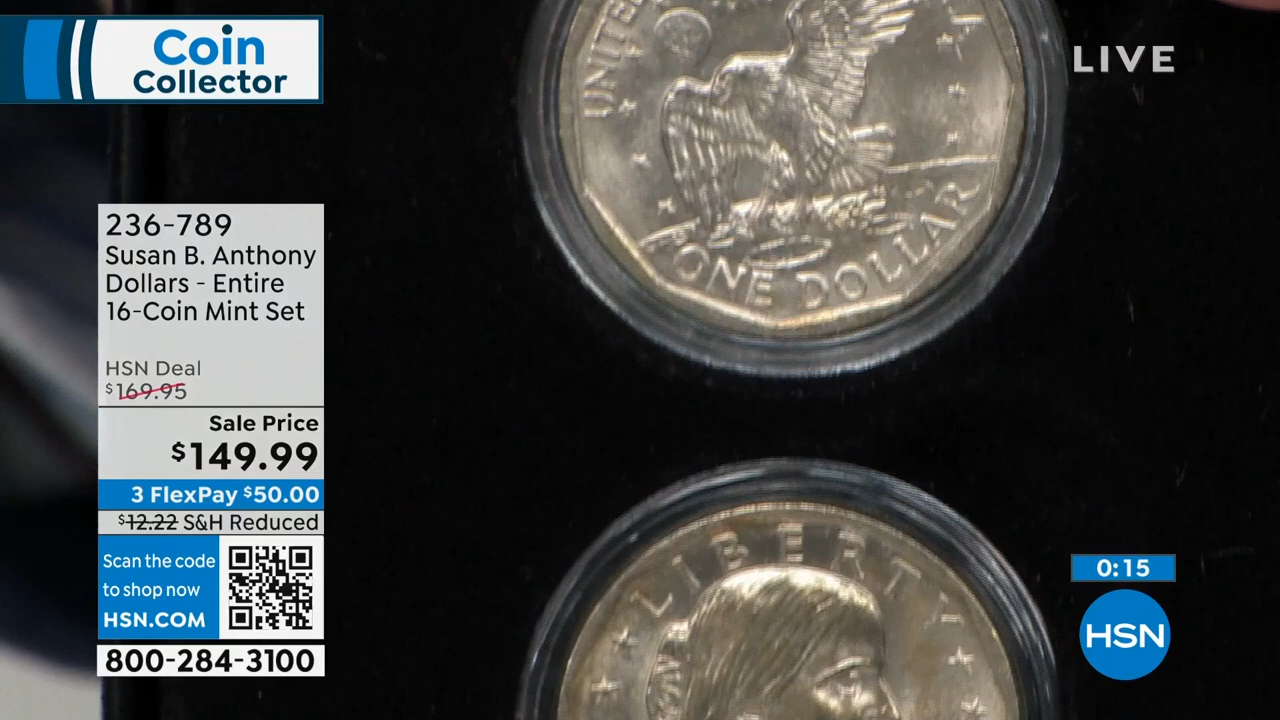 Coin
Collector
LIVE
UNITE
ONE DOLLAR
236-789
Susan B. Anthony
Dollars - Entire
16-Coin Mint Set
HSN Deal
$169.95
Sale Price
$149.99
3 FlexPay $50.00
$12.22 S&H Reduced
Scan the code
to shop now
HSN.COM
800-284-3100
LIBERTY
0:15
HSN